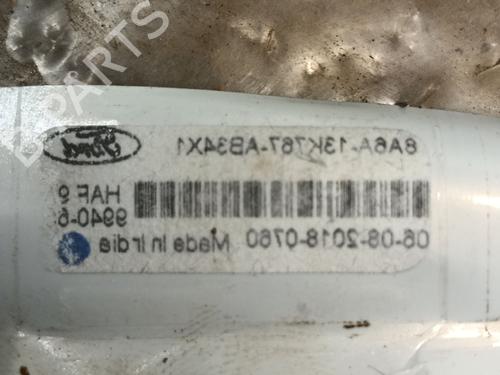 Ford
8A6A-13K767-AB34X1
HAF 9
9940-6
06-08-2018-0760 Made in India
B-PARTS